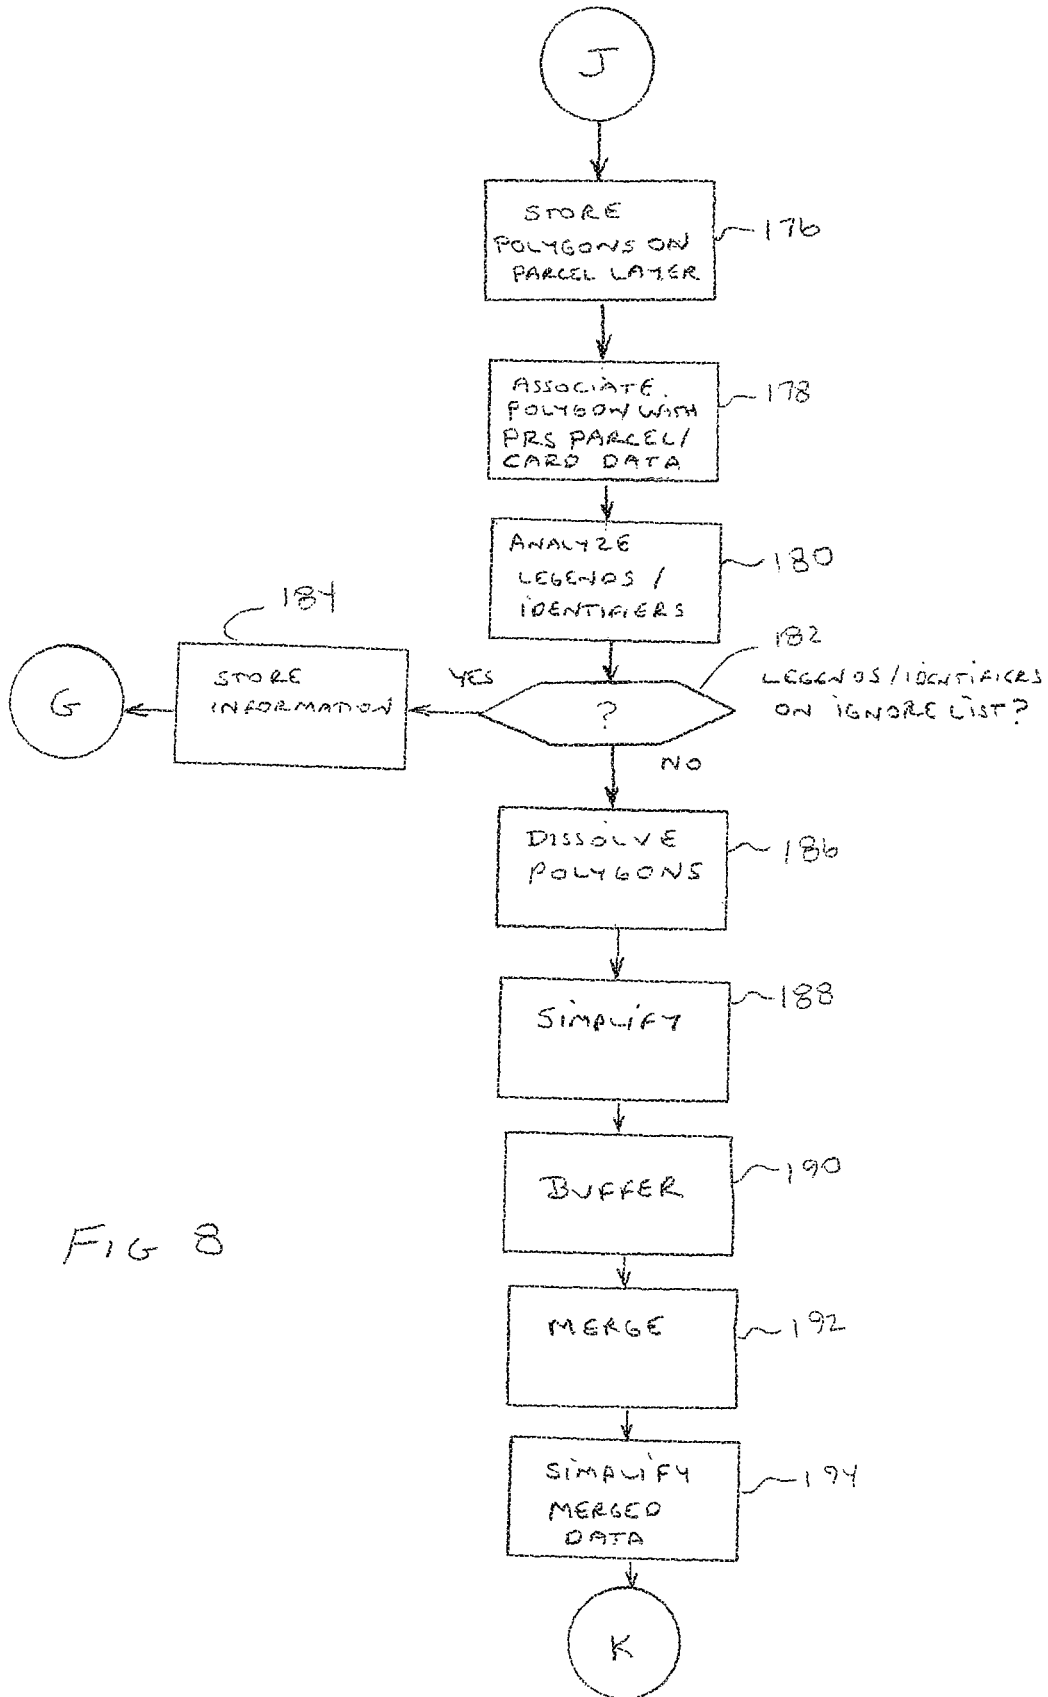 J
STORE
POLYGONS ON
PARCEL LAYER
176
ASSOCIATE
POLYGON WITH
PRS PARCEL/
CARD DATA
178
ANALYZE
LEGENDS/
IDENTIFIERS
180
184
182
LEGENDS/IDENTIFIERS
ON IGNORE LIST?
G
STORE
INFORMATION
YES
?
NO
DISSOLVE
POLYGONS
186
SIMPLIFY
188
BUFFER
190
FIG 8
MERGE
192
SIMPLIFY
MERGED
DATA
194
K